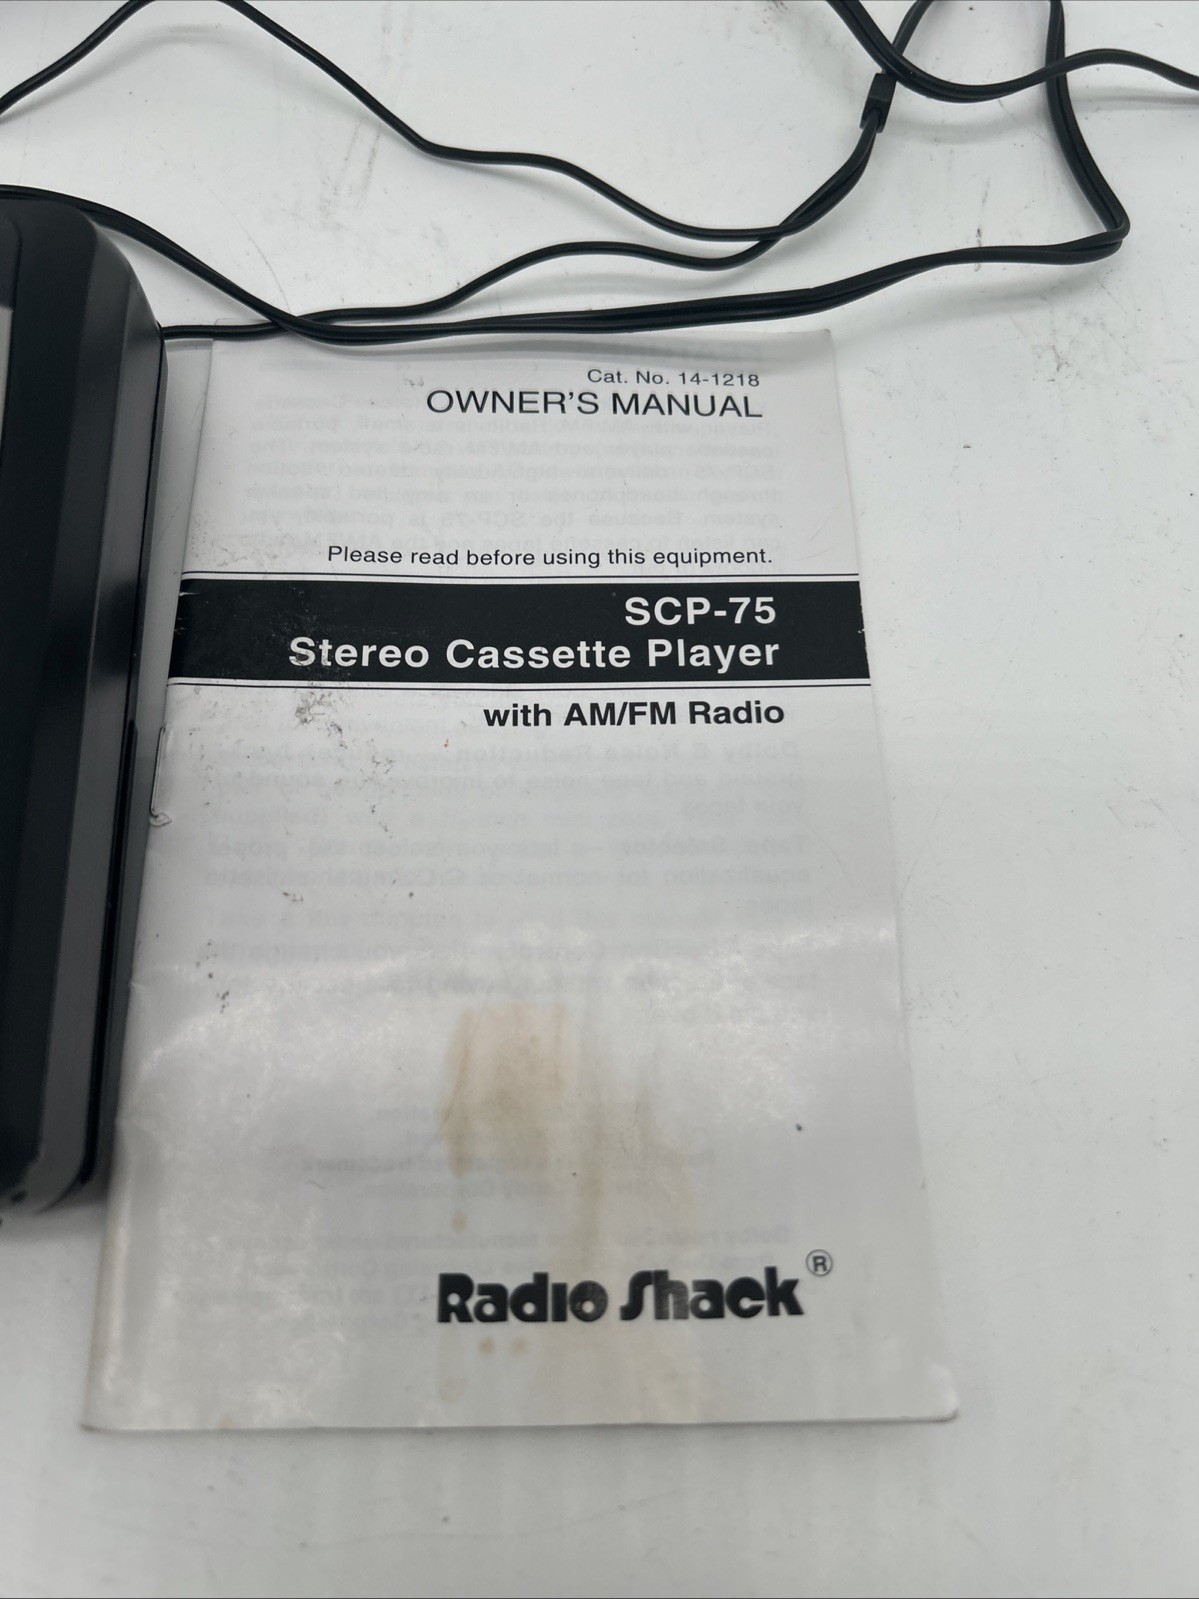 Cat. No. 14-1218
OWNER'S MANUAL
Please read before using this equipment.
SCP-75
Stereo Cassette Player
with AM/FM Radio
Radio Shack®